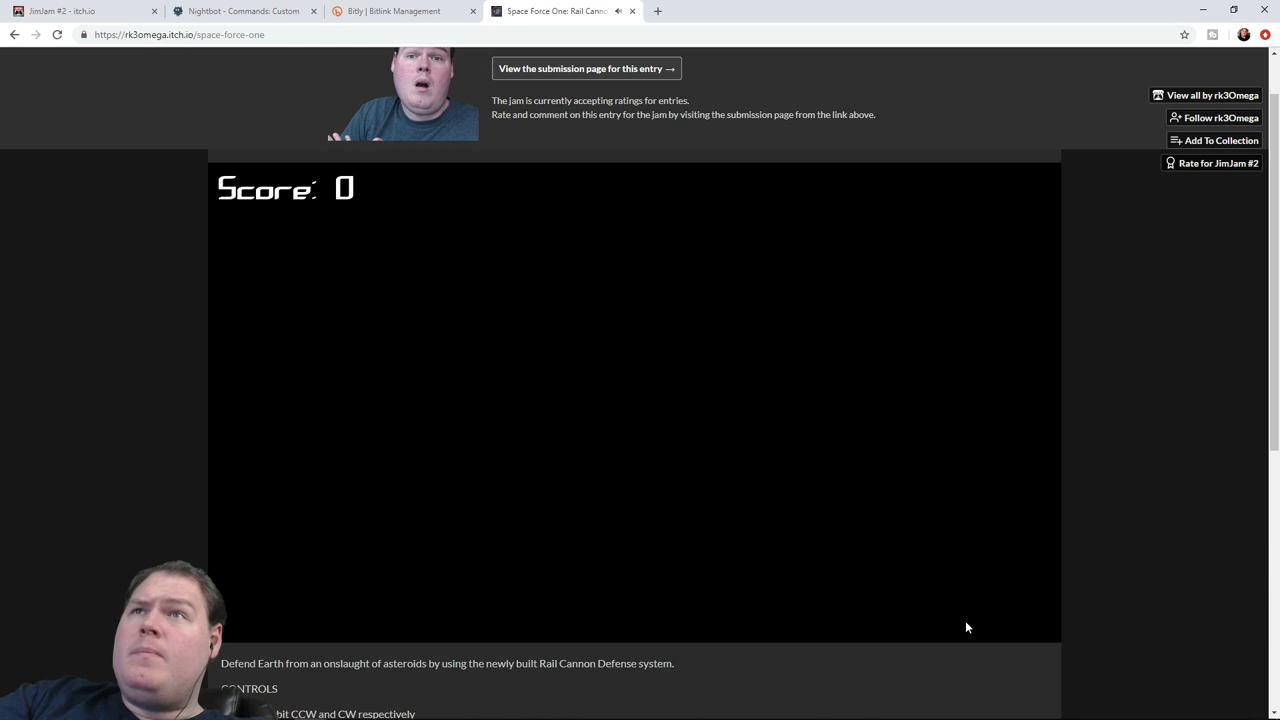 JimJam #2 - itch.io
Nightbot - Commands: Custom
Bitly | Bitlink Management
Space Force One: Rail Canno
https://rk3omega.itch.io/space-force-one
View the submission page for this entry →
The jam is currently accepting ratings for entries.
Rate and comment on this entry for the jam by visiting the submission page from the link above.
View all by rk3Omega
Follow rk3Omega
Add To Collection
Rate for JimJam #2
Score: 0
Defend Earth from an onslaught of asteroids by using the newly built Rail Cannon Defense system.
CONTROLS
bit CCW and CW respectively